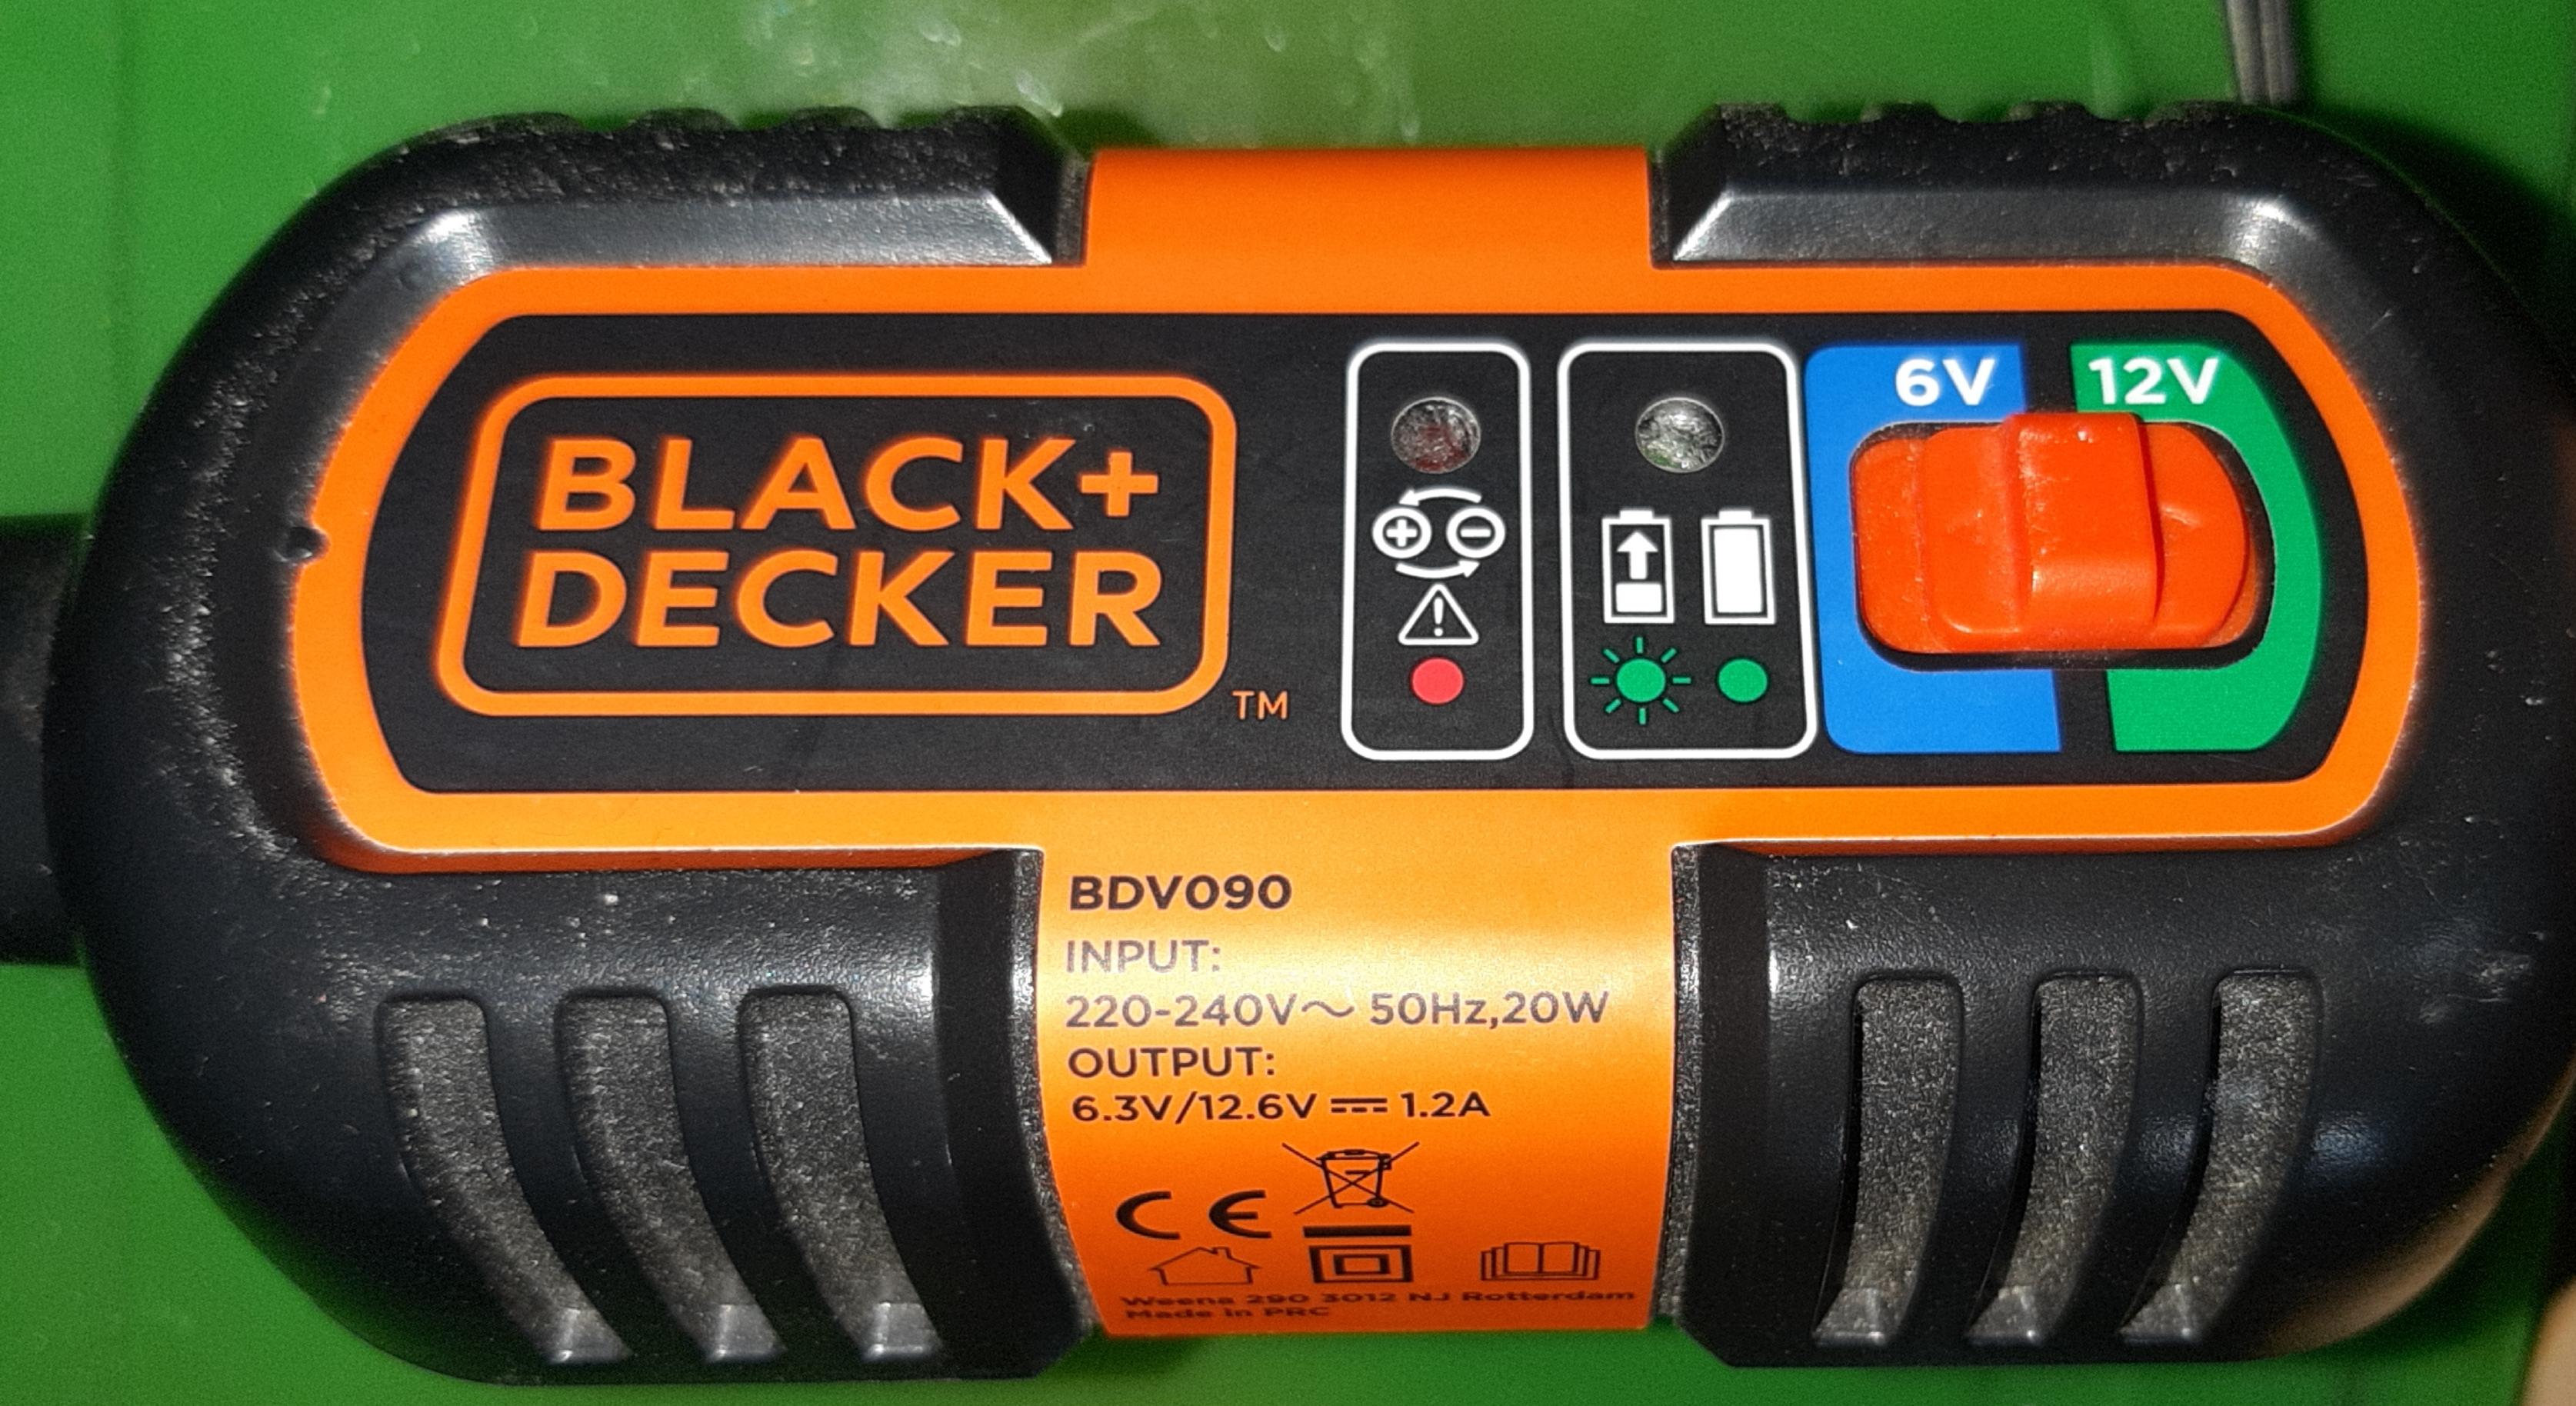 BLACK+
DECKER
TM
6V 12V
BDV090
INPUT:
220-240V~ 50Hz,20W
OUTPUT:
6.3V/12.6V ⎓ 1.2A
CE
Weena 290 3012 NJ Rotterdam
Made in PRC